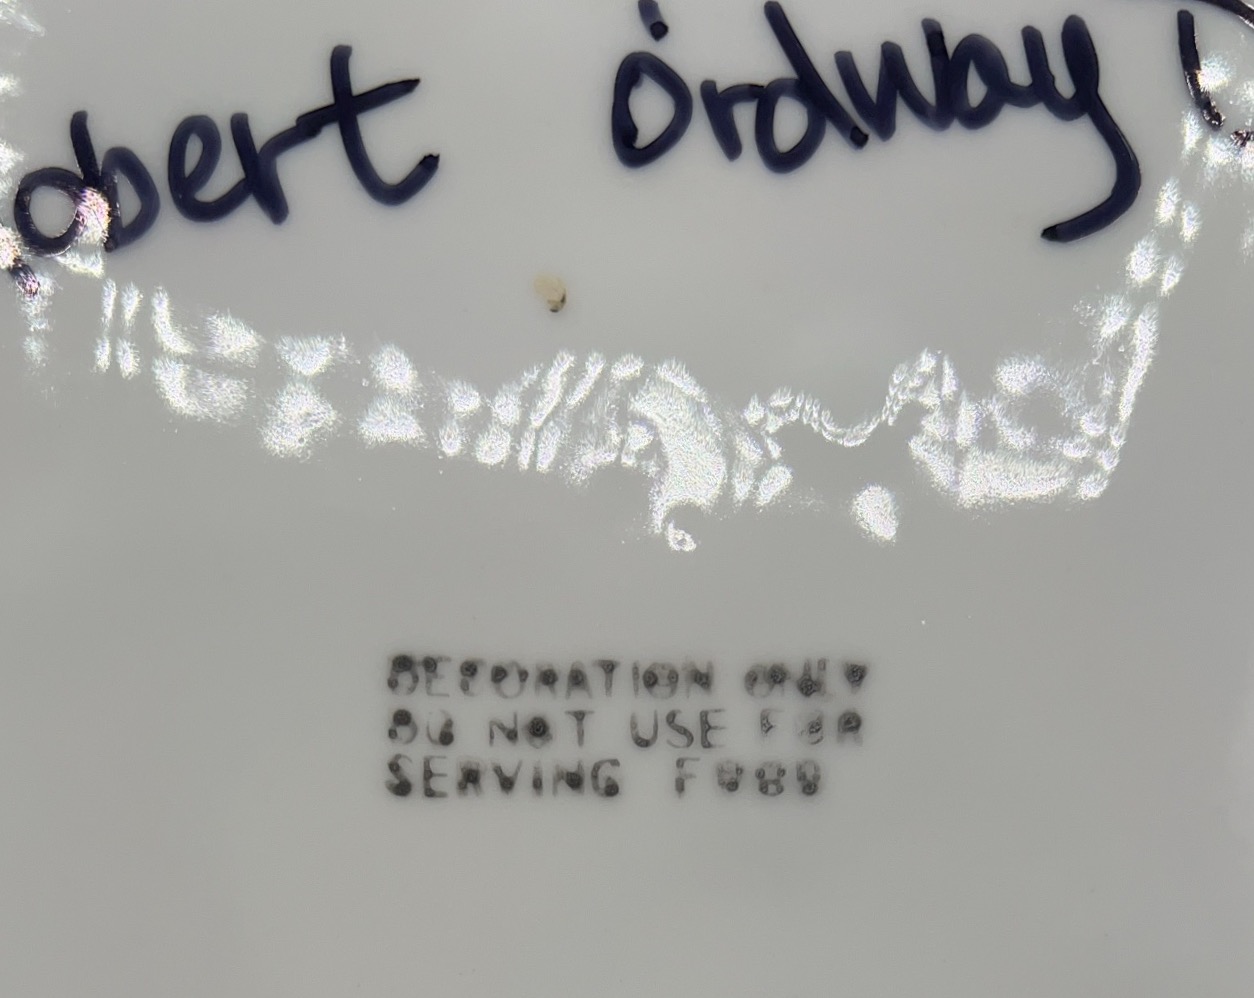 obert Ordway
DECORATION ONLY
DO NOT USE FOR
SERVING FOOD